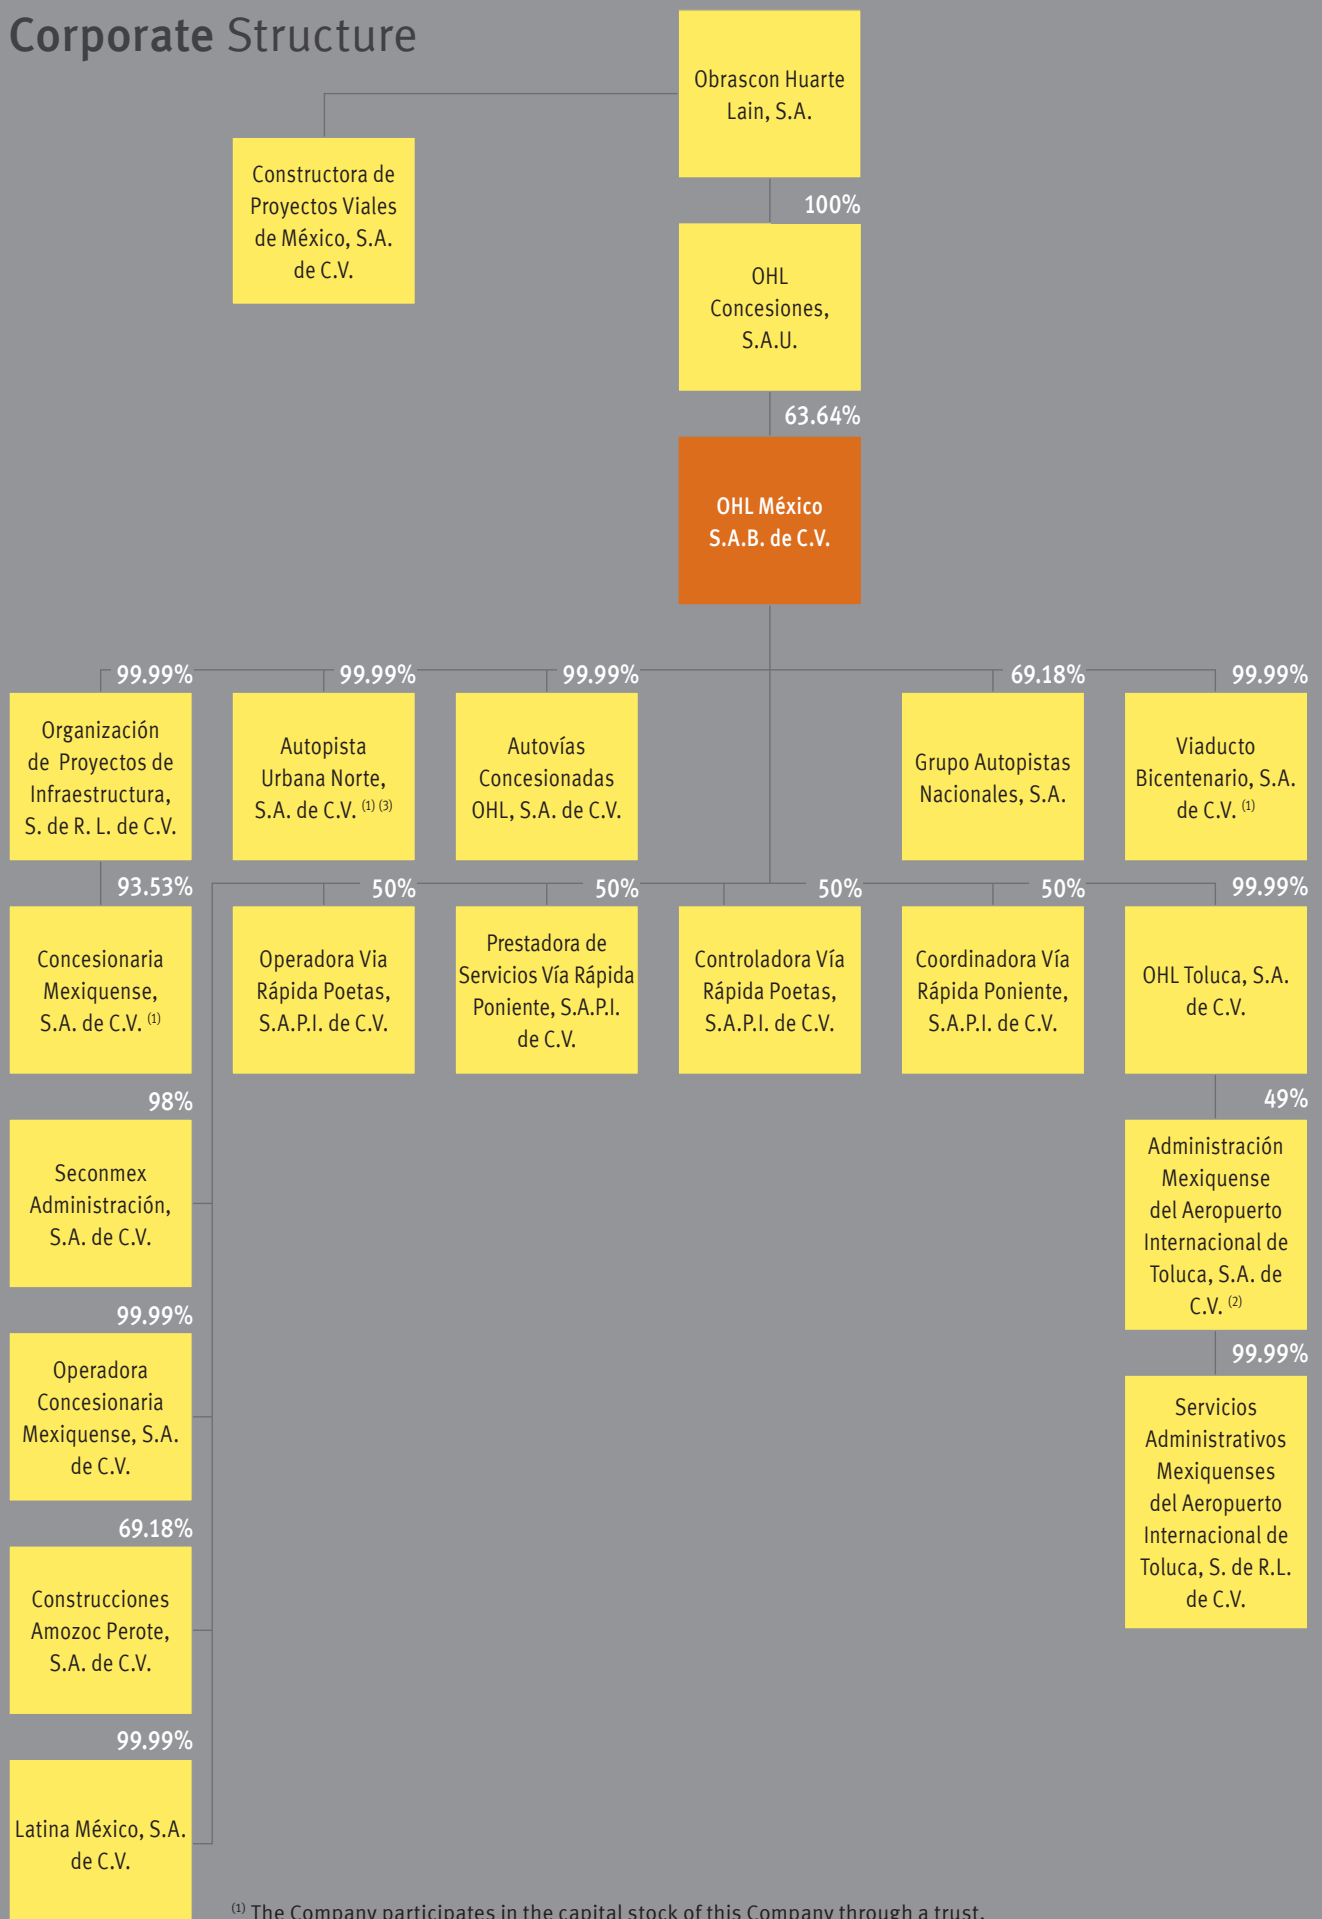 Corporate Structure
Obrascon Huarte
Lain, S.A.
Constructora de
Proyectos Viales
de México, S.A.
de C.V.
100%
OHL
Concesiones,
S.A.U.
63.64%
OHL México
S.A.B. de C.V.
99.99%
99.99%
99.99%
69.18%
99.99%
Organización
de Proyectos de
Infraestructura,
S. de R. L. de C.V.
Autopista
Urbana Norte,
S.A. de C.V. (1) (3)
Autovías
Concesionadas
OHL, S.A. de C.V.
Grupo Autopistas
Nacionales, S.A.
Viaducto
Bicentenario, S.A.
de C.V. (1)
93.53%
50%
50%
50%
50%
99.99%
Concesionaria
Mexiquense,
S.A. de C.V. (1)
Operadora Via
Rápida Poetas,
S.A.P.I. de C.V.
Prestadora de
Servicios Vía Rápida
Poniente, S.A.P.I.
de C.V.
Controladora Vía
Rápida Poetas,
S.A.P.I. de C.V.
Coordinadora Vía
Rápida Poniente,
S.A.P.I. de C.V.
OHL Toluca, S.A.
de C.V.
98%
49%
Seconmex
Administración,
S.A. de C.V.
Administración
Mexiquense
del Aeropuerto
Internacional de
Toluca, S.A. de
C.V. (2)
99.99%
Operadora
Concesionaria
Mexiquense, S.A.
de C.V.
99.99%
Servicios
Administrativos
Mexiquenses
del Aeropuerto
Internacional de
Toluca, S. de R.L.
de C.V.
69.18%
Construcciones
Amozoc Perote,
S.A. de C.V.
99.99%
Latina México, S.A.
de C.V.
(1) The Company participates in the capital stock of this Company through a trust.